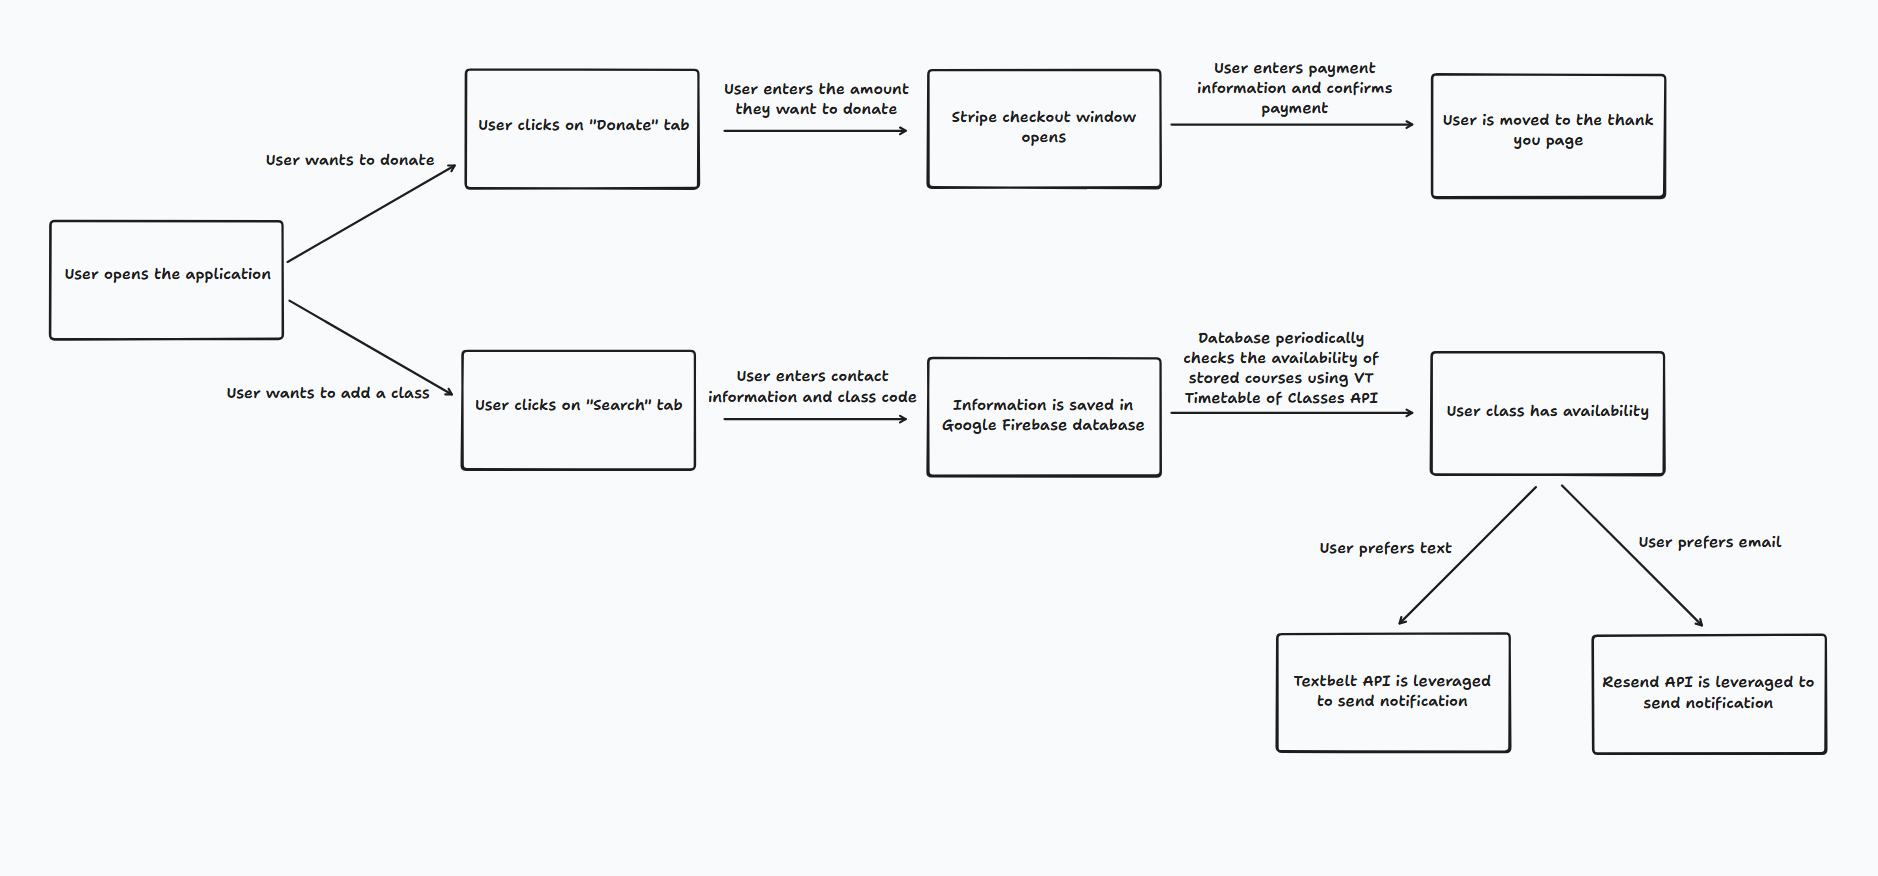 User opens the application
User wants to donate
User clicks on "Donate" tab
User enters the amount
they want to donate
Stripe checkout window
opens
User enters payment
information and confirms
payment
User is moved to the thank
you page
User wants to add a class
User clicks on "Search" tab
User enters contact
information and class code
Information is saved in
Google Firebase database
Database periodically
checks the availability of
stored courses using VT
Timetable of Classes API
User class has availability
User prefers text
User prefers email
Textbelt API is leveraged
to send notification
Resend API is leveraged to
send notification